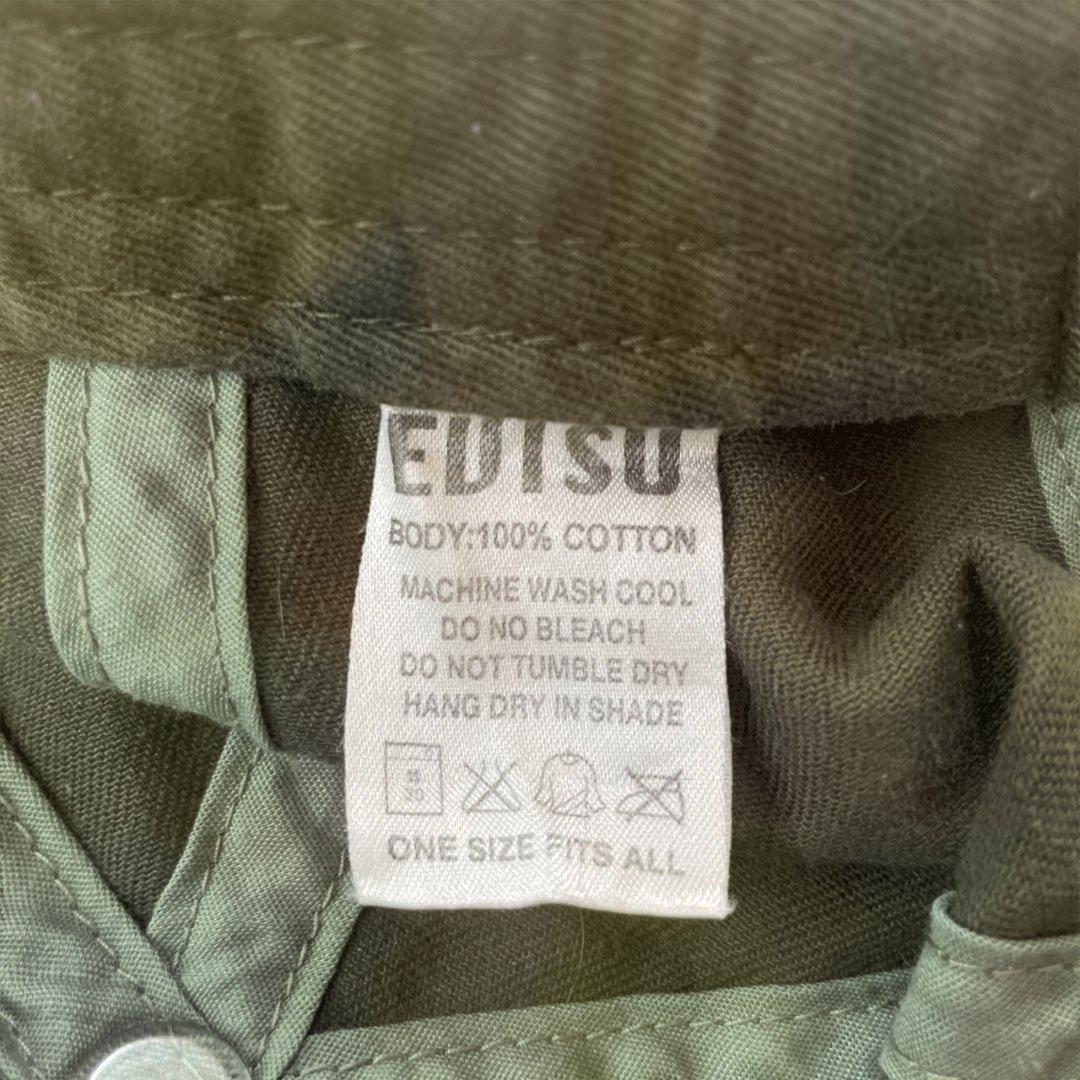 EDTSU
BODY:100% COTTON
MACHINE WASH COOL
DO NO BLEACH
DO NOT TUMBLE DRY
HANG DRY IN SHADE
ONE SIZE FITS ALL